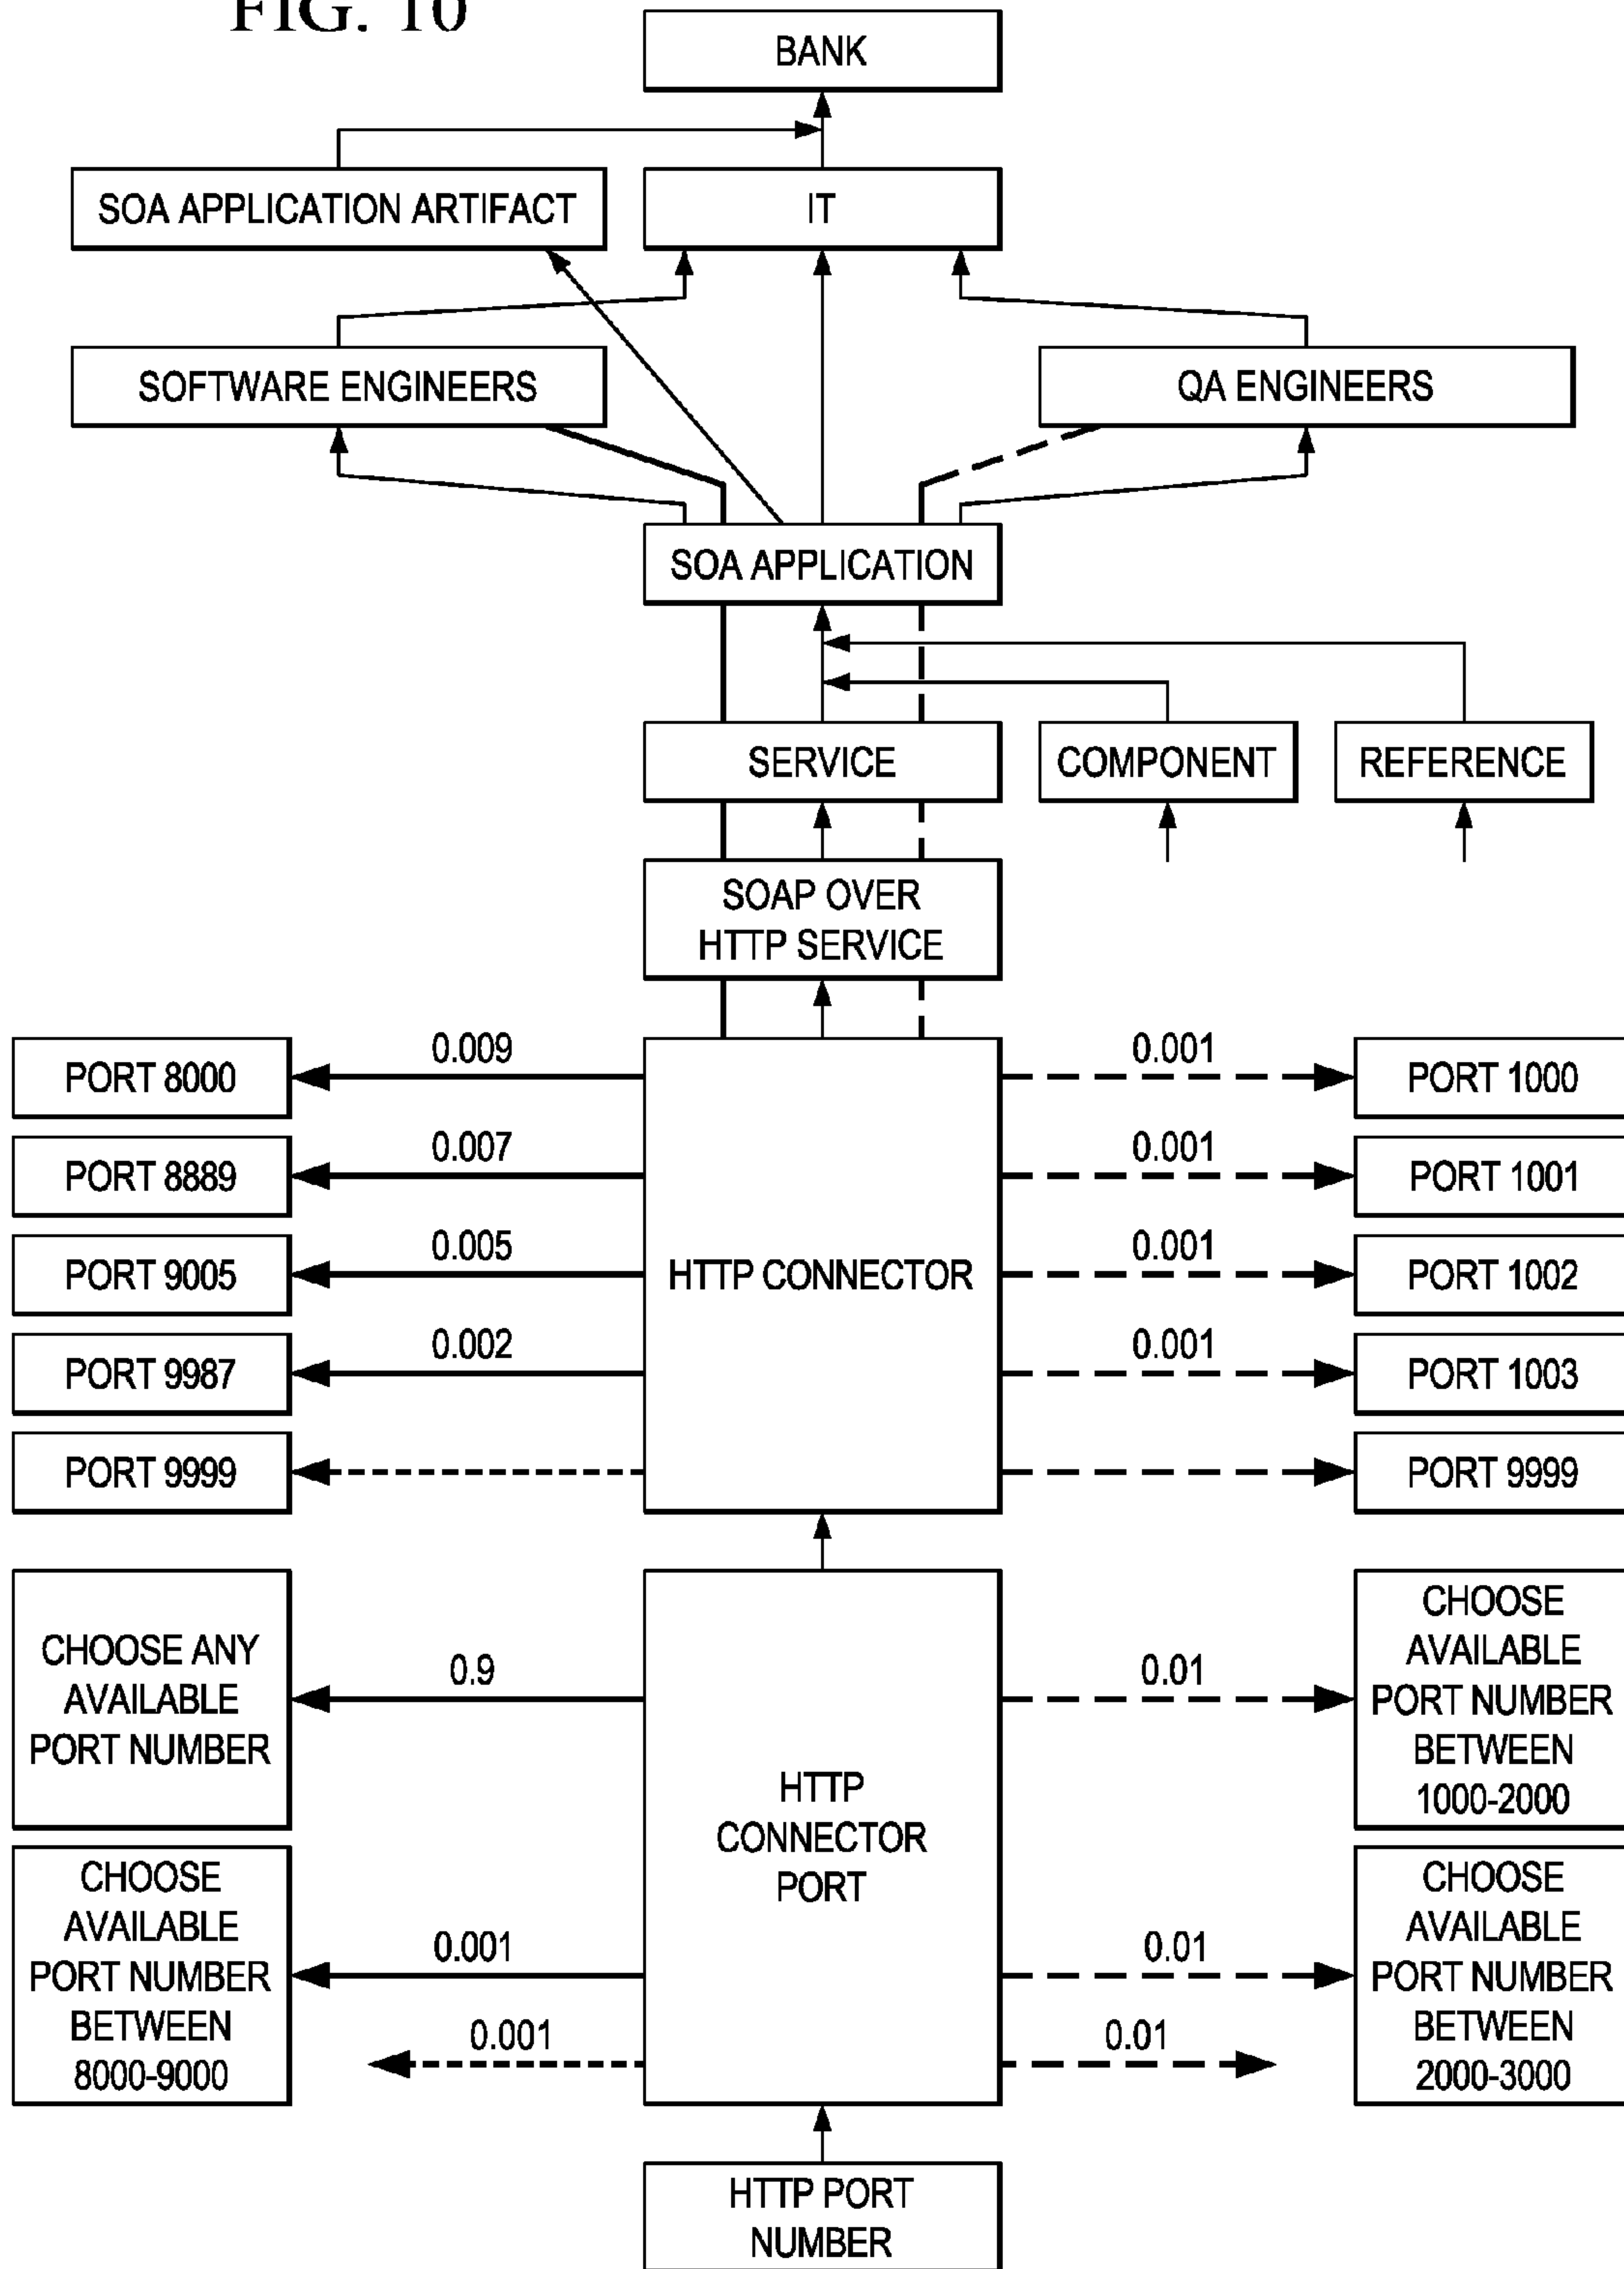 FIG. 10
BANK
SOA APPLICATION ARTIFACT
IT
SOFTWARE ENGINEERS
QA ENGINEERS
SOA APPLICATION
SERVICE
COMPONENT
REFERENCE
SOAP OVER
HTTP SERVICE
PORT 8000
0.009
0.001
PORT 1000
PORT 8889
0.007
0.001
PORT 1001
PORT 9005
0.005
HTTP CONNECTOR
0.001
PORT 1002
PORT 9987
0.002
0.001
PORT 1003
PORT 9999
PORT 9999
CHOOSE ANY
AVAILABLE
PORT NUMBER
0.9
0.01
CHOOSE
AVAILABLE
PORT NUMBER
BETWEEN
1000-2000
HTTP
CONNECTOR
PORT
CHOOSE
AVAILABLE
PORT NUMBER
BETWEEN
8000-9000
0.001
0.001
0.01
0.01
CHOOSE
AVAILABLE
PORT NUMBER
BETWEEN
2000-3000
HTTP PORT
NUMBER